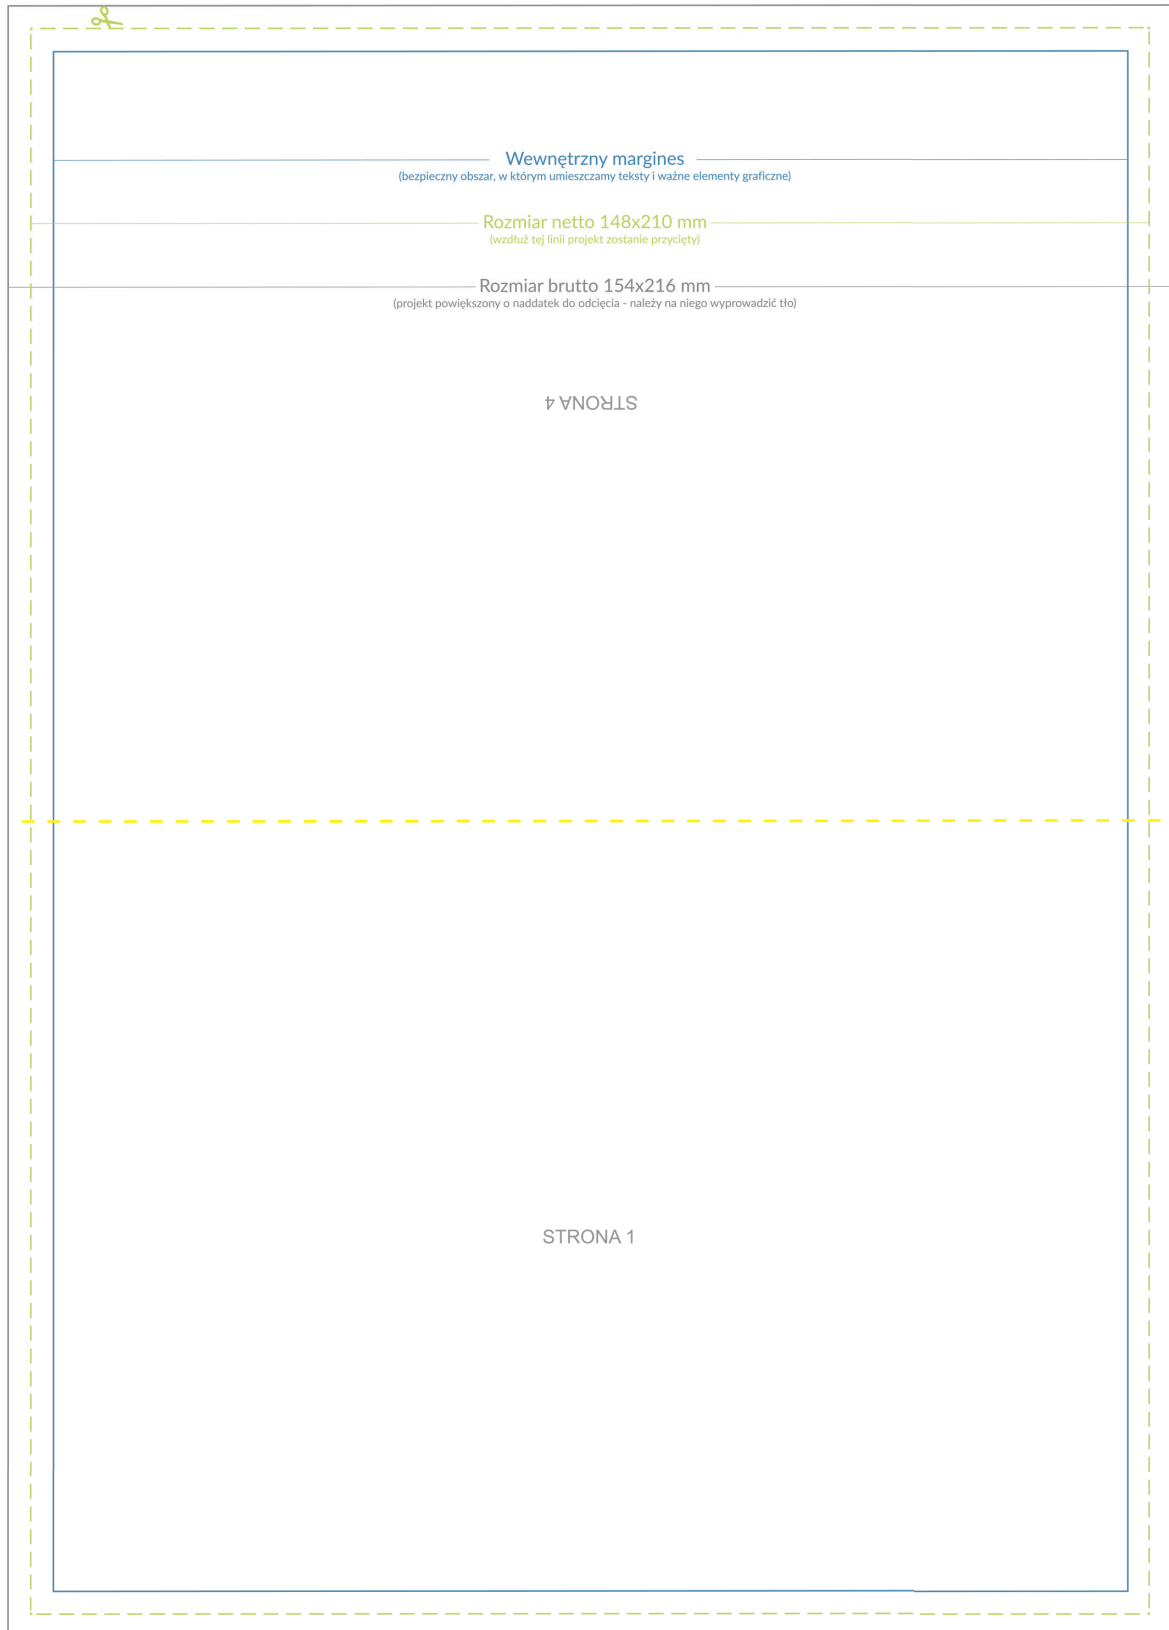 Wewnętrzny margines
(bezpieczny obszar, w którym umieszczamy teksty i ważne elementy graficzne)
Rozmiar netto 148x210 mm
(wzdłuż tej linii projekt zostanie przycięty)
Rozmiar brutto 154x216 mm
(projekt powiększony o naddatek do odcięcia - należy na niego wyprowadzić tło)
STRONA 4
STRONA 1